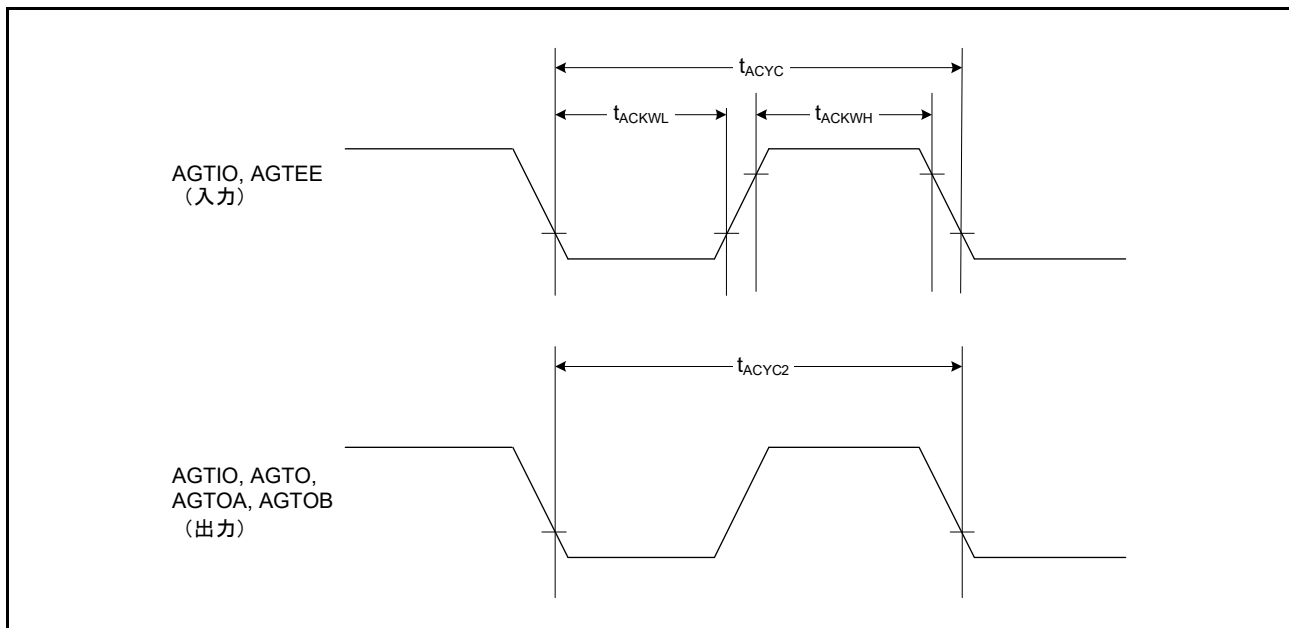 tACYC
tACKWL
tACKWH
AGTIO, AGTEE
（入力）
tACYC2
AGTIO, AGTO,
AGTOA, AGTOB
（出力）